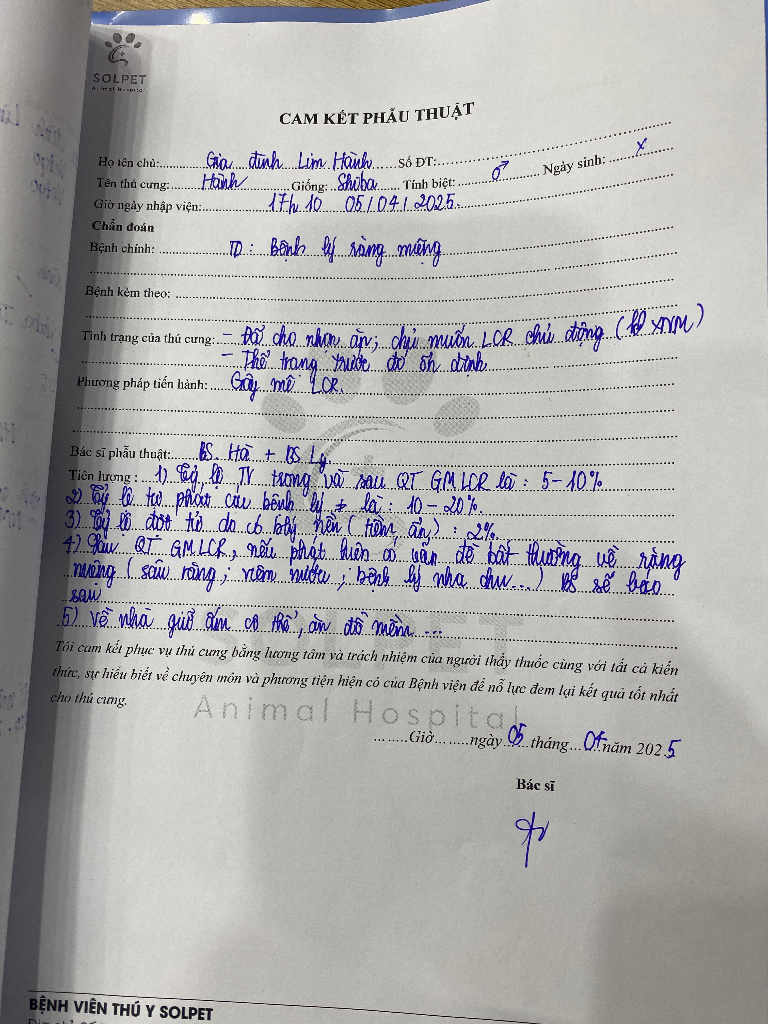 SOLPET
Animal Hospital
CAM KẾT PHẪU THUẬT
Họ tên chủ: Gia đình Lim Hành Số ĐT:
Tên thú cưng: Hành Giống: Shiba Tính biệt: ♂ Ngày sinh: X
Giờ ngày nhập viện: 17h10 05/04/2025.
Chẩn đoán
Bệnh chính: TD: Bệnh lý răng miệng
Bệnh kèm theo:
Tình trạng của thú cưng: - Đã cho nhịn ăn; chủ muốn LCR chủ động (ko XNM)
- Thể trạng trước đó ổn định
Phương pháp tiến hành: Gây mê LCR.
Bác sĩ phẫu thuật: BS. Hà + BS Ly
Tiên lượng: 1) Tỷ lệ TV trong và sau QT GMLCR là: 5-10%
2) Tỷ lệ tự phát các bệnh lý ≠ là: 10-20%.
3) Tỷ lệ đột tử do có bệnh lý nền (tiềm ẩn): 2%.
4) Sau QT GMLCR, nếu phát hiện có vấn đề bất thường về răng
miệng (sâu răng; viêm nướu; bệnh lý nha chu...) BS sẽ báo
sau
5) Về nhà giữ ấm cơ thể, ăn đồ mềm...
Tôi cam kết phục vụ thú cưng bằng lương tâm và trách nhiệm của người thầy thuốc cùng với tất cả kiến
thức, sự hiểu biết về chuyên môn và phương tiện hiện có của Bệnh viện để nỗ lực đem lại kết quả tốt nhất
cho thú cưng.
Animal Hospital
........Giờ........ngày 05 tháng 04 năm 2025
Bác sĩ
BỆNH VIÊN THÚ Y SOLPET